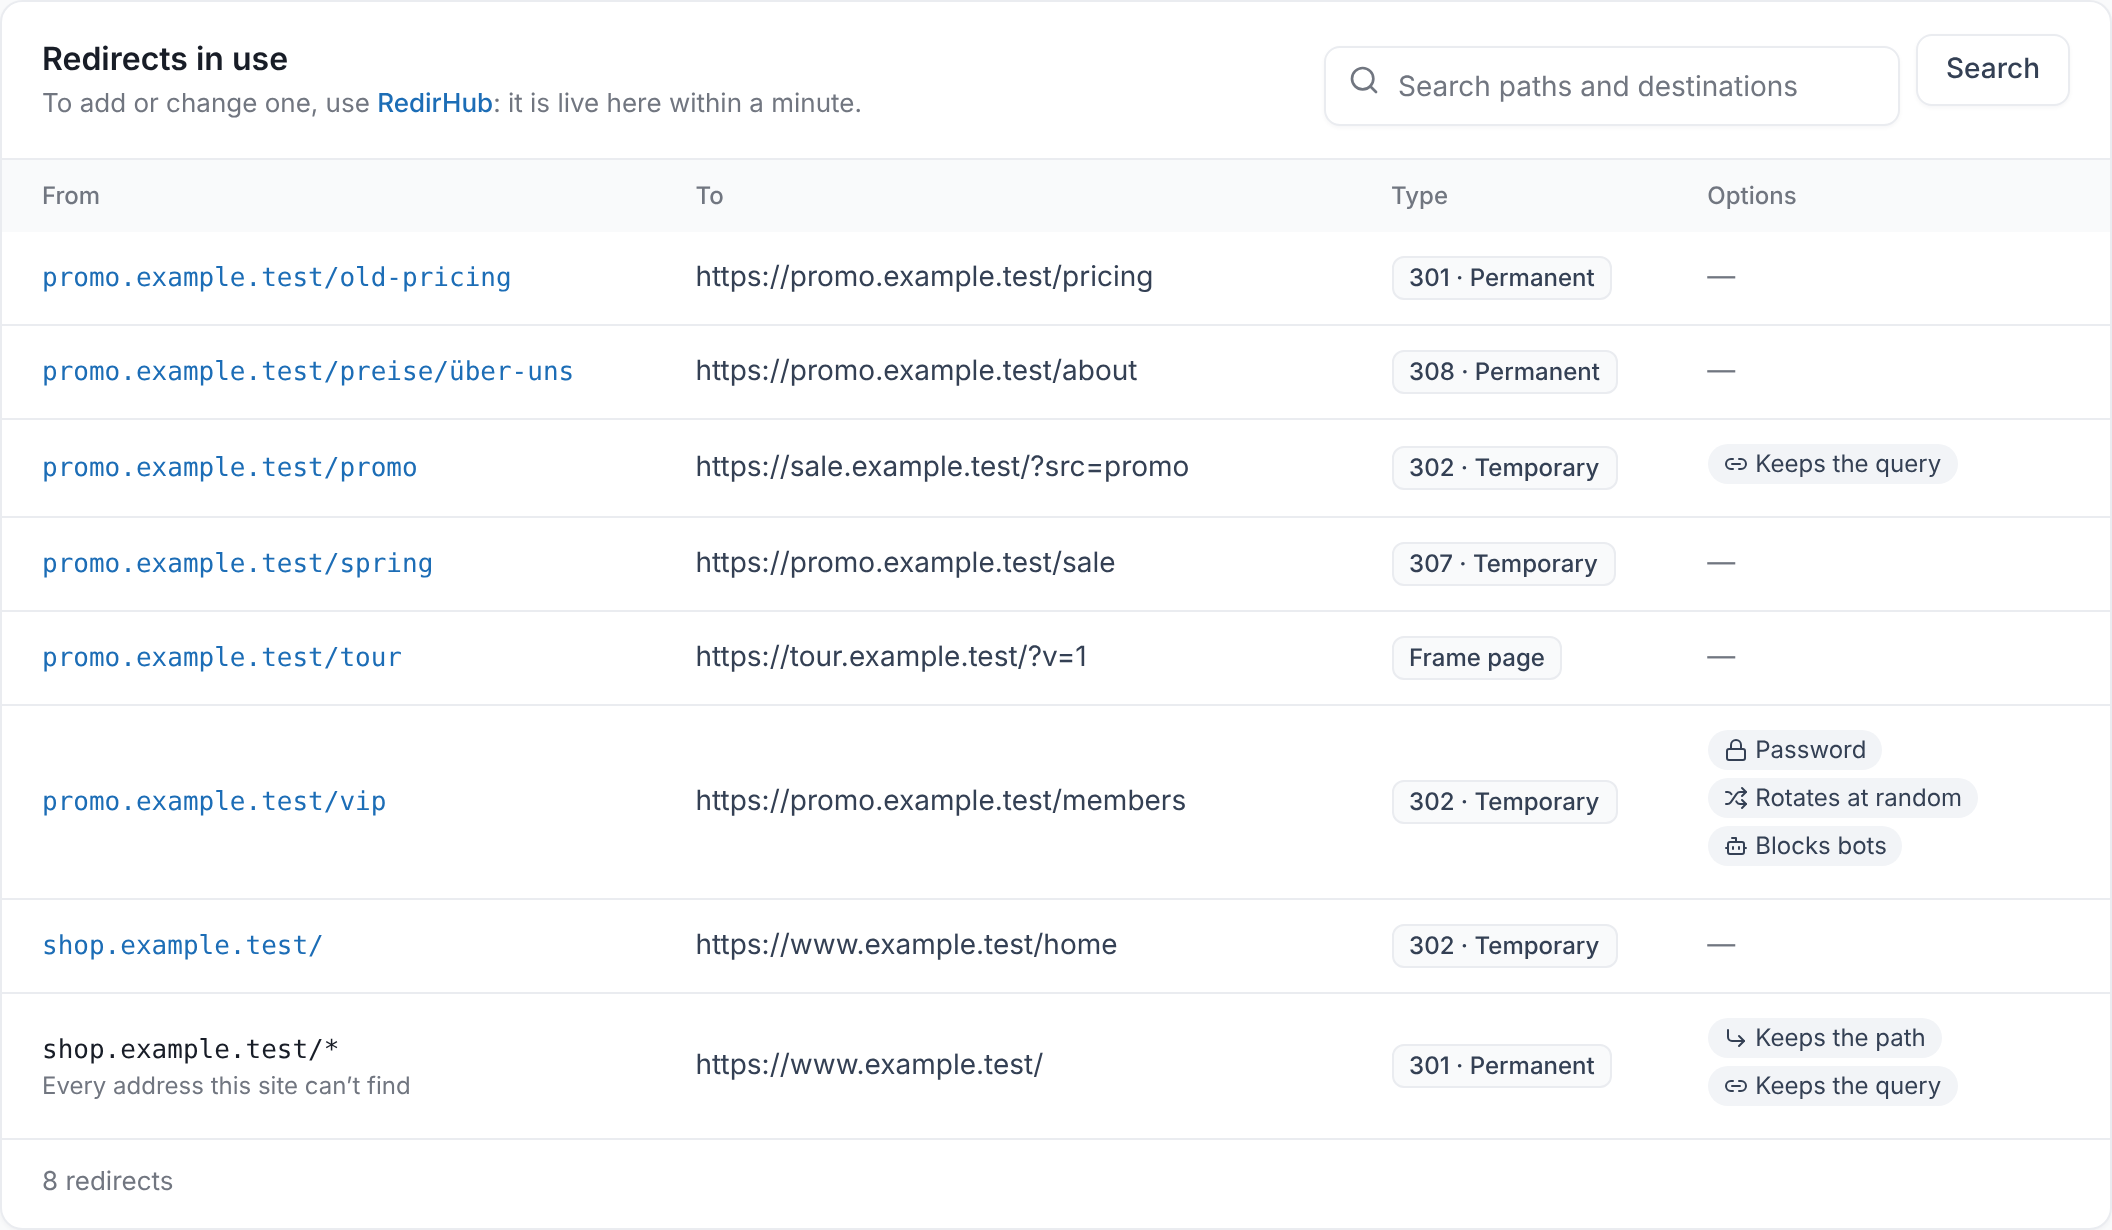 Redirects in use
To add or change one, use RedirHub: it is live here within a minute.
Search paths and destinations
Search
From To Type Options
promo.example.test/old-pricing https://promo.example.test/pricing 301 · Permanent —
promo.example.test/preise/über-uns https://promo.example.test/about 308 · Permanent —
promo.example.test/promo https://sale.example.test/?src=promo 302 · Temporary Keeps the query
promo.example.test/spring https://promo.example.test/sale 307 · Temporary —
promo.example.test/tour https://tour.example.test/?v=1 Frame page —
promo.example.test/vip https://promo.example.test/members 302 · Temporary Password
Rotates at random
Blocks bots
shop.example.test/ https://www.example.test/home 302 · Temporary —
shop.example.test/* https://www.example.test/ 301 · Permanent Keeps the path
Every address this site can’t find Keeps the query
8 redirects